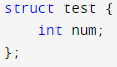 struct test {
    int num;
};